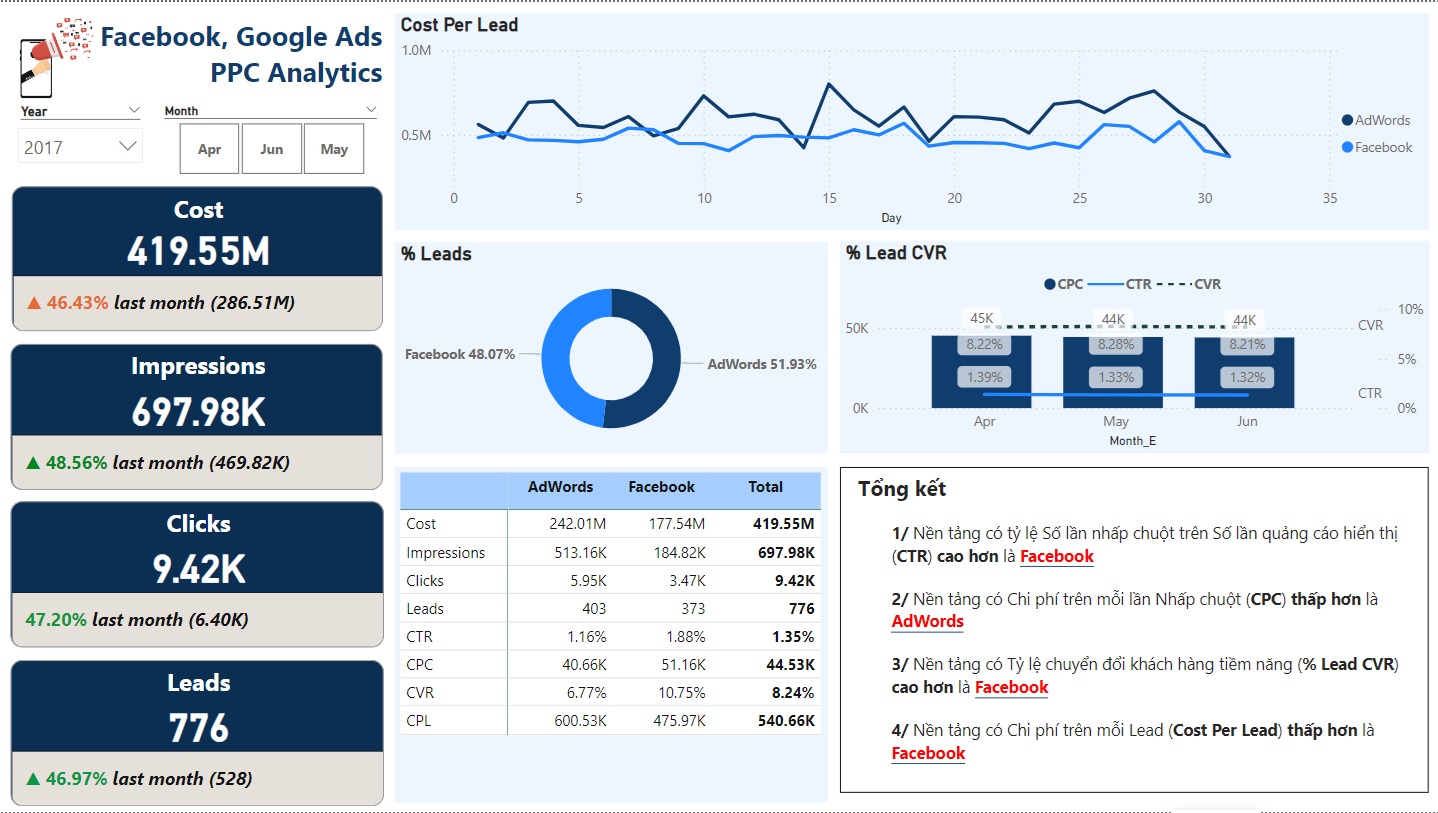 Facebook, Google Ads
PPC Analytics
Year
Month
2017
Apr
Jun
May
Cost
419.55M
▲ 46.43% last month (286.51M)
Impressions
697.98K
▲ 48.56% last month (469.82K)
Clicks
9.42K
47.20% last month (6.40K)
Leads
776
▲ 46.97% last month (528)
Cost Per Lead
1.0M
0.5M
0 5 10 15 20 25 30 35
Day
AdWords
Facebook
% Leads
Facebook 48.07%
AdWords 51.93%
% Lead CVR
CPC CTR CVR
50K
0K
45K 44K 44K
8.22% 8.28% 8.21%
1.39% 1.33% 1.32%
Apr May Jun
Month_E
CVR
CTR
10%
5%
0%
AdWords Facebook Total
Cost 242.01M 177.54M 419.55M
Impressions 513.16K 184.82K 697.98K
Clicks 5.95K 3.47K 9.42K
Leads 403 373 776
CTR 1.16% 1.88% 1.35%
CPC 40.66K 51.16K 44.53K
CVR 6.77% 10.75% 8.24%
CPL 600.53K 475.97K 540.66K
Tổng kết
1/ Nền tảng có tỷ lệ Số lần nhấp chuột trên Số lần quảng cáo hiển thị
(CTR) cao hơn là Facebook
2/ Nền tảng có Chi phí trên mỗi lần Nhấp chuột (CPC) thấp hơn là
AdWords
3/ Nền tảng có Tỷ lệ chuyển đổi khách hàng tiềm năng (% Lead CVR)
cao hơn là Facebook
4/ Nền tảng có Chi phí trên mỗi Lead (Cost Per Lead) thấp hơn là
Facebook